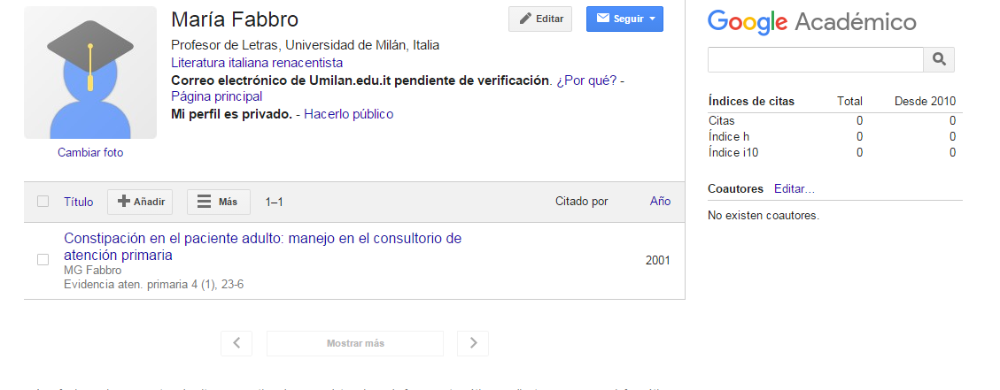 María Fabbro
Editar
Seguir
Profesor de Letras, Universidad de Milán, Italia
Literatura italiana renacentista
Correo electrónico de Umilan.edu.it pendiente de verificación. ¿Por qué? -
Página principal
Mi perfil es privado. - Hacerlo público
Cambiar foto
Título
Añadir
Más
1–1
Citado por
Año
Constipación en el paciente adulto: manejo en el consultorio de
atención primaria
MG Fabbro
Evidencia aten. primaria 4 (1), 23-6
2001
Mostrar más
Google Académico
Índices de citas Total Desde 2010
Citas 0 0
Índice h 0 0
Índice i10 0 0
Coautores Editar...
No existen coautores.